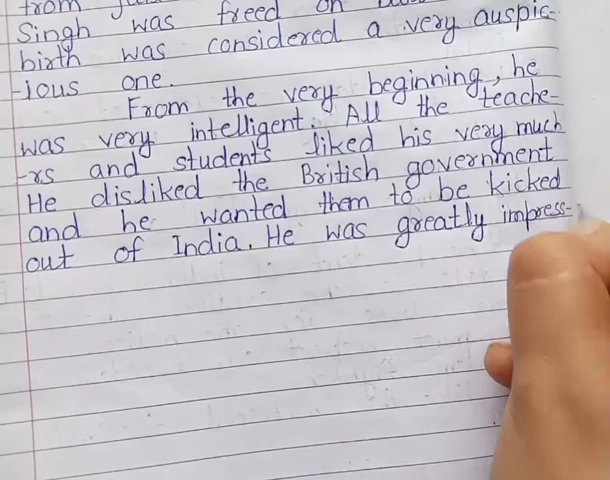 from
Singh was freed on
birth was considered a very auspic-
-ious one.
From the very beginning, he
was very intelligent. All the teache-
-rs and students liked his very much
He disliked the British government
and he wanted them to be kicked
out of India. He was greatly impress-